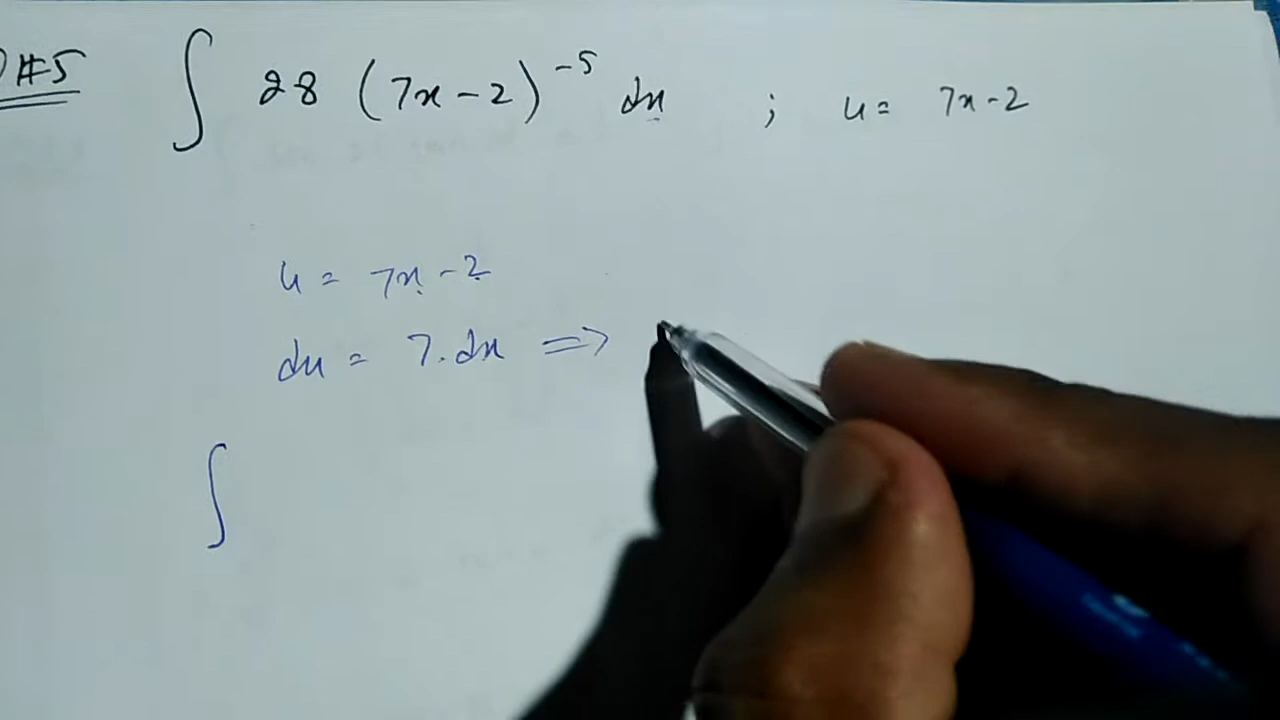 #5 ∫ 28 (7x-2)^-5 dx ; u = 7x-2
u = 7x-2
du = 7.dx ⇒
∫